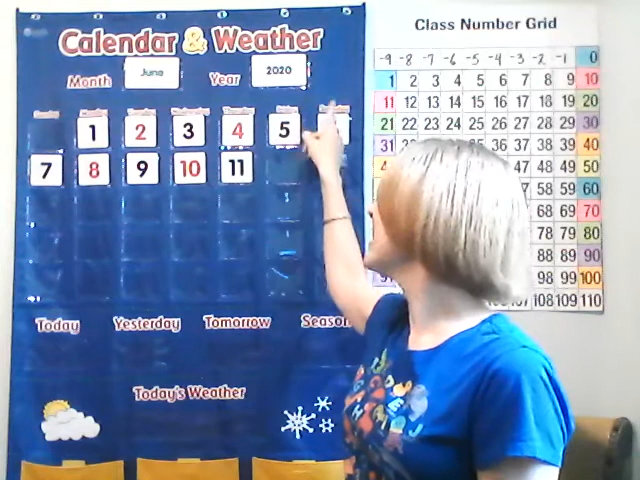 Calendar & Weather
Month June Year 2020
1 2 3 4 5
7 8 9 10 11
Today Yesterday Tomorrow Season
Today's Weather
Class Number Grid
-9 -8 -7 -6 -5 -4 -3 -2 -1 0
1 2 3 4 5 6 7 8 9 10
11 12 13 14 15 16 17 18 19 20
21 22 23 24 25 26 27 28 29 30
31 36 37 38 39 40
47 48 49 50
58 59 60
68 69 70
78 79 80
88 89 90
98 99 100
108 109 110